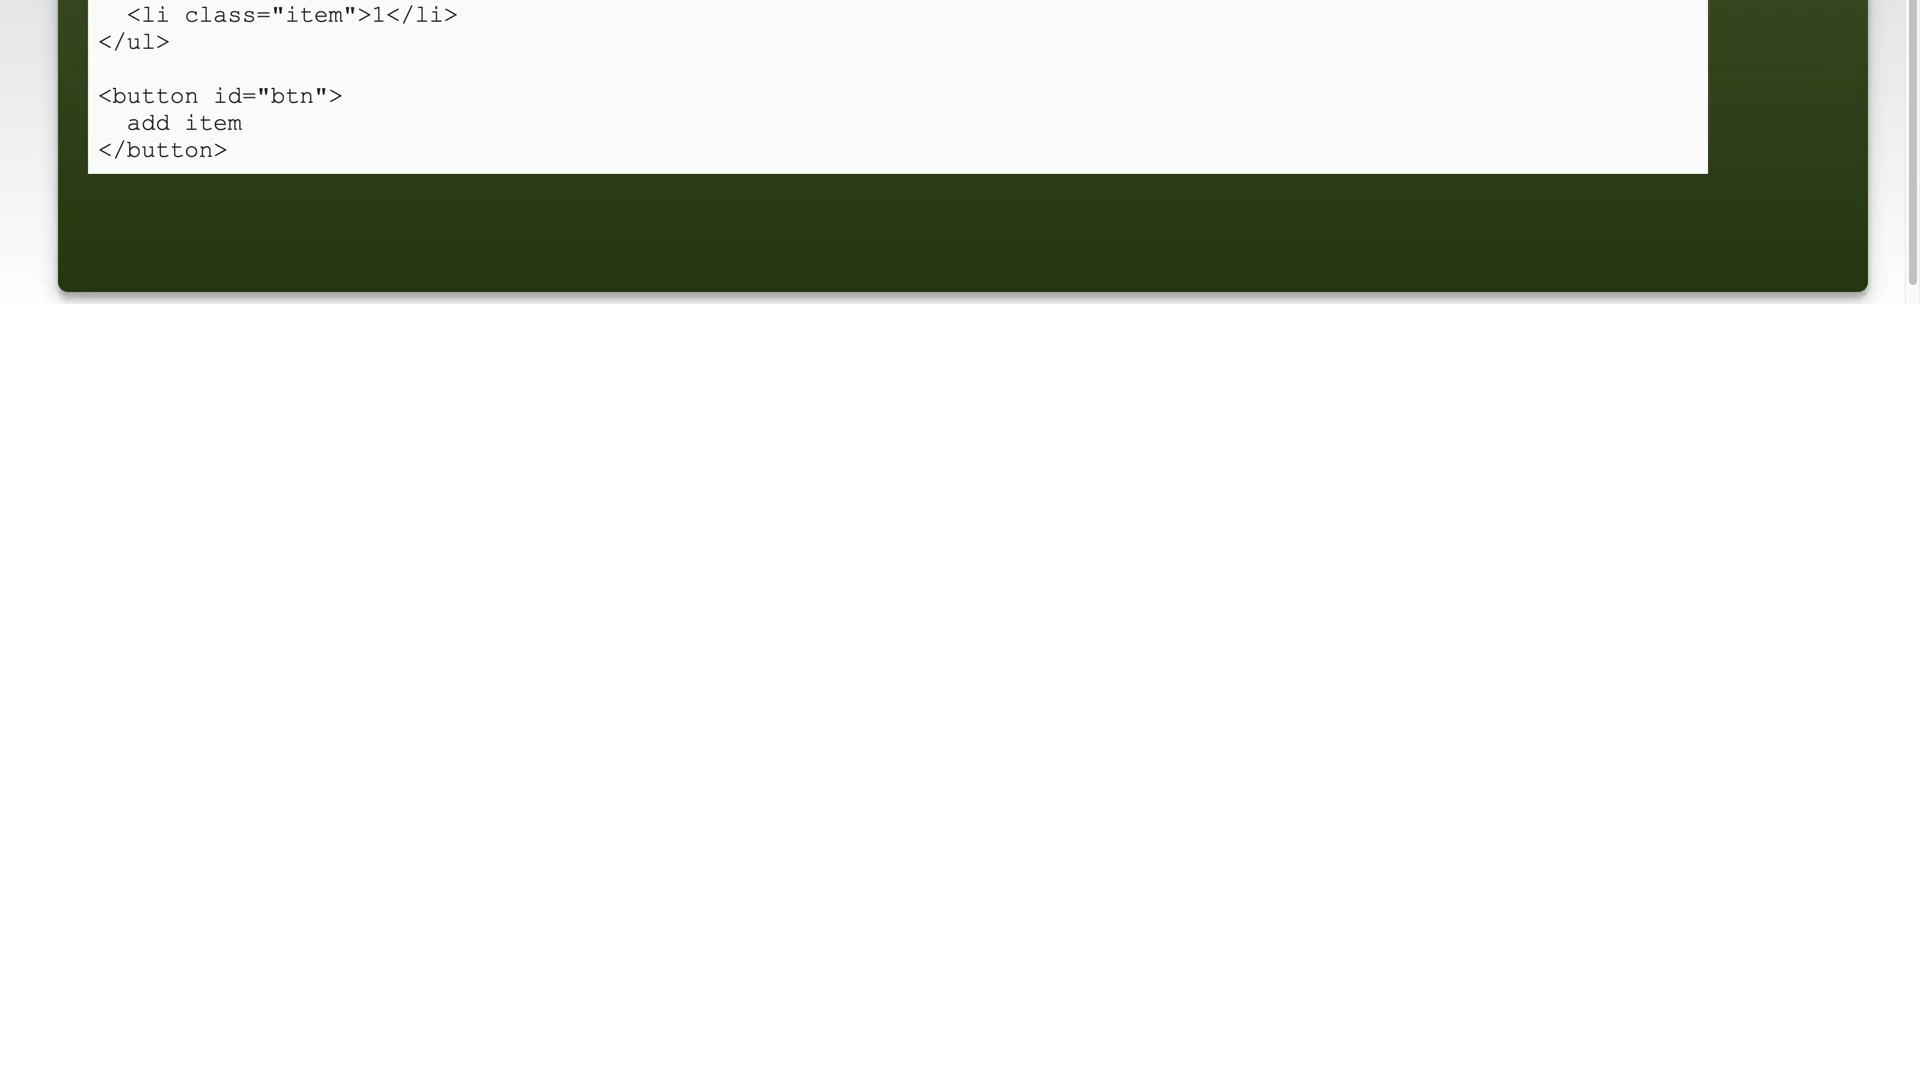 <li class="item">1</li>
</ul>
<button id="btn">
add item
</button>